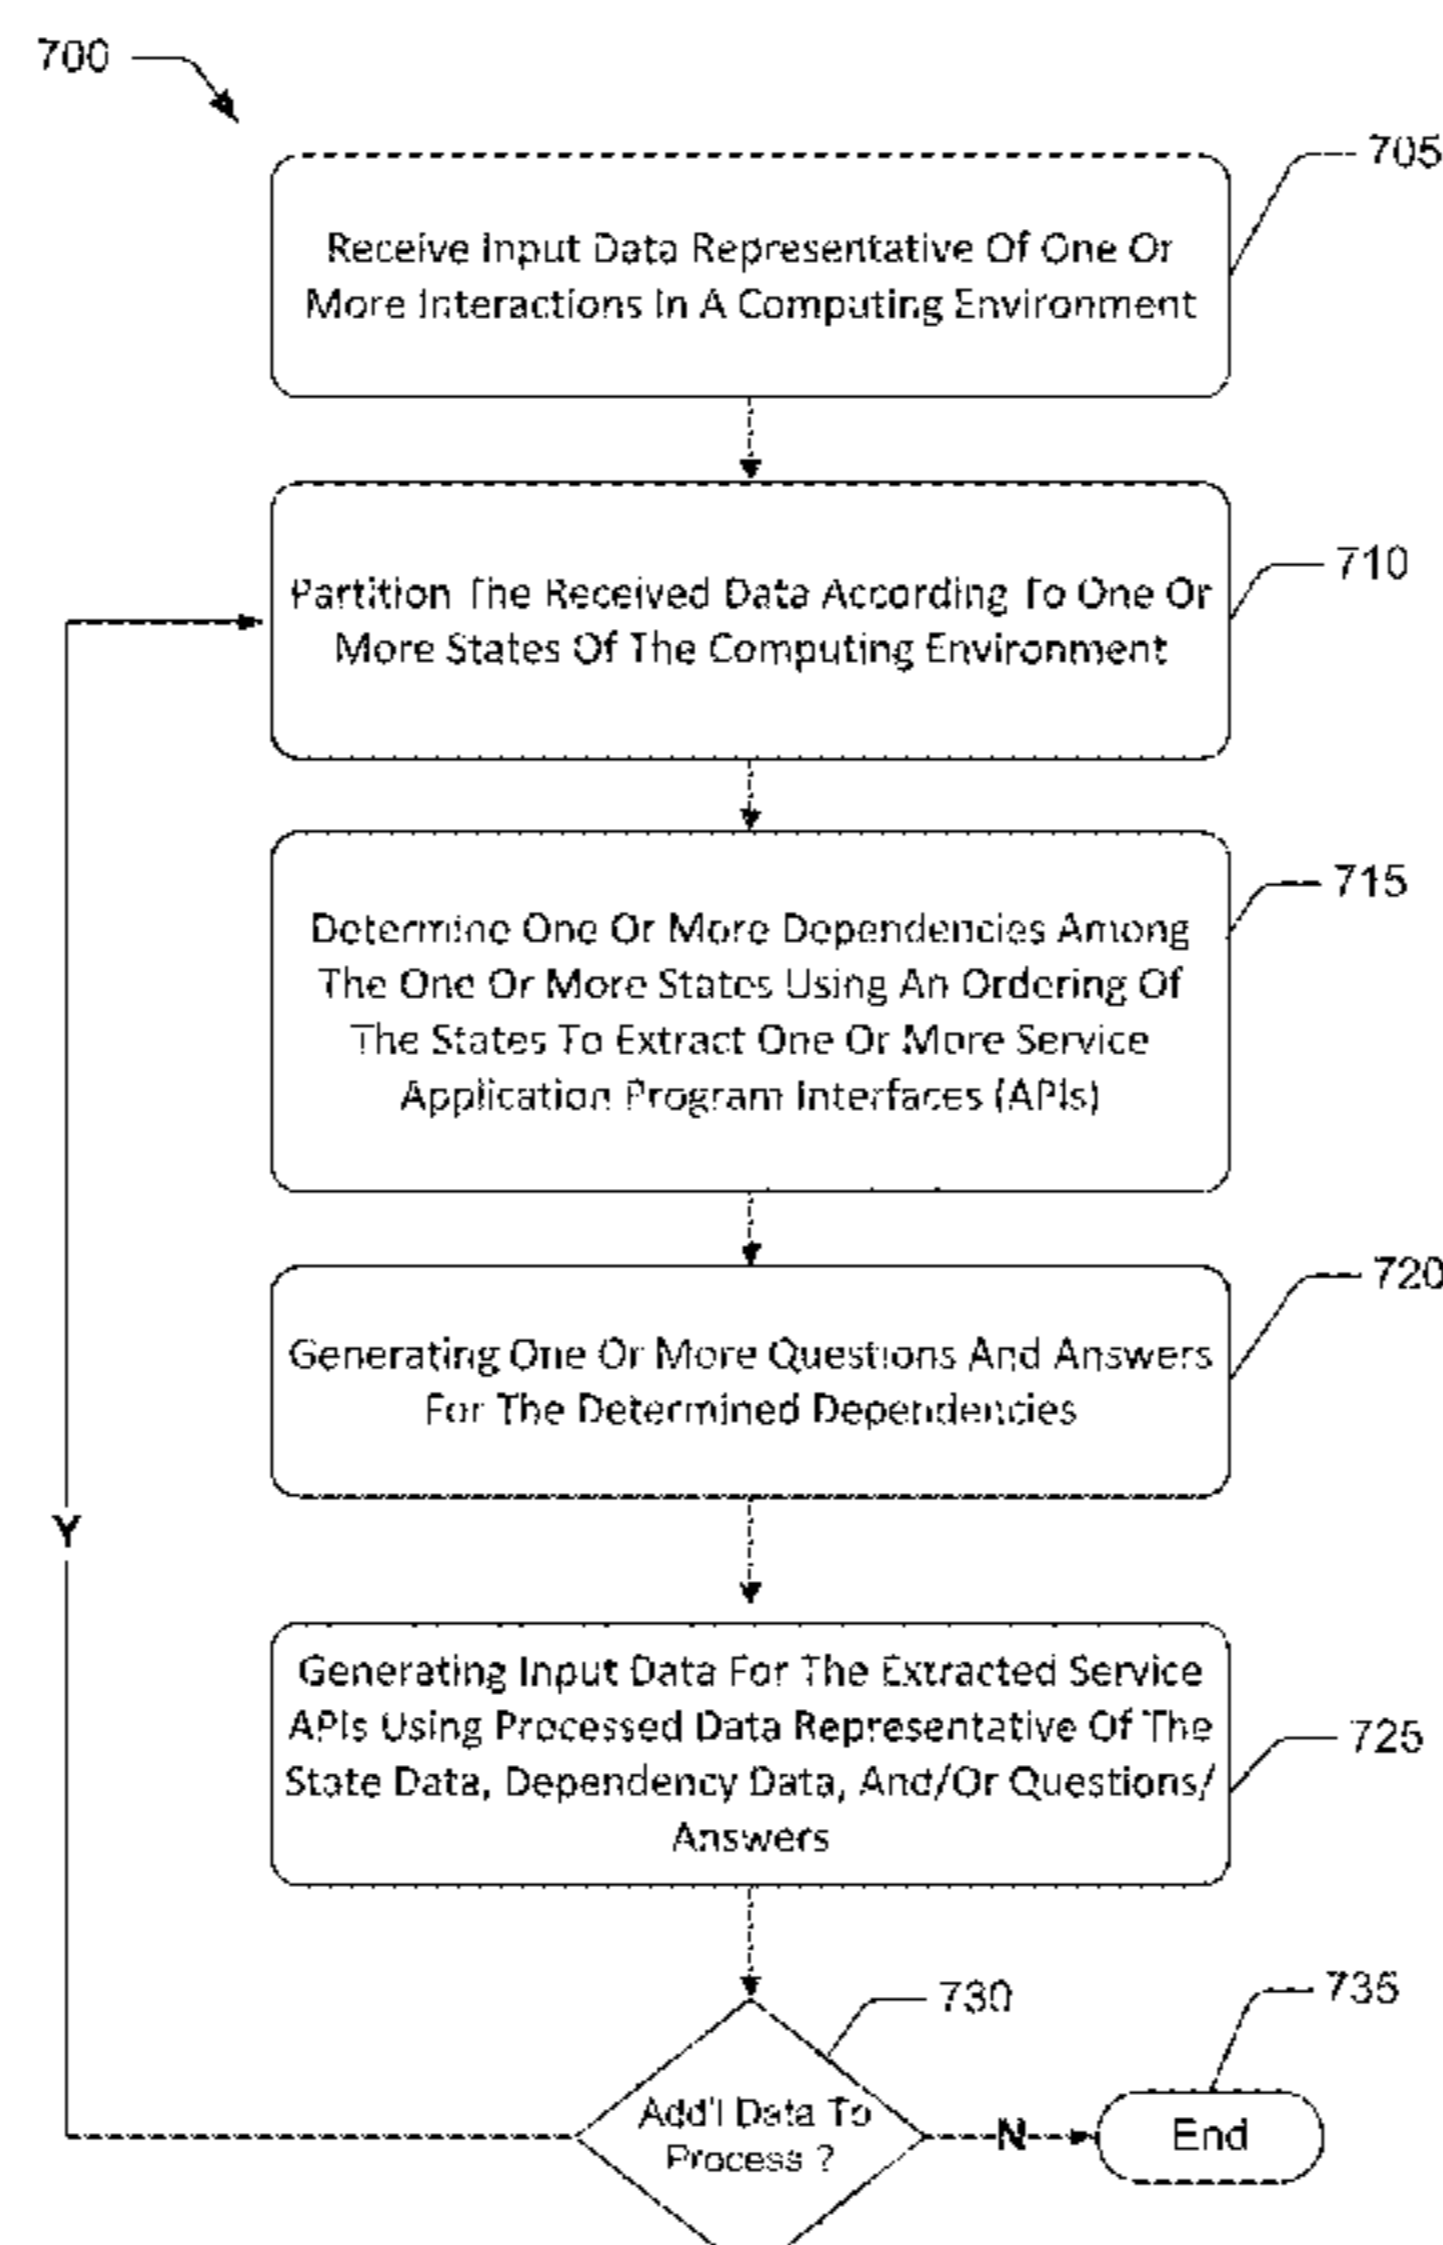 700
705
Receive Input Data Representative Of One Or
More Interactions In A Computing Environment
710
Partition The Received Data According To One Or
More States Of The Computing Environment
715
Determine One Or More Dependencies Among
The One Or More States Using An Ordering Of
The States To Extract One Or More Service
Application Program Interfaces (APIs)
720
Generating One Or More Questions And Answers
For The Determined Dependencies
Y
Generating Input Data For The Extracted Service
APIs Using Processed Data Representative Of The
State Data, Dependency Data, And/Or Questions/
Answers
725
730
735
Add'l Data To
Process ?
N
End